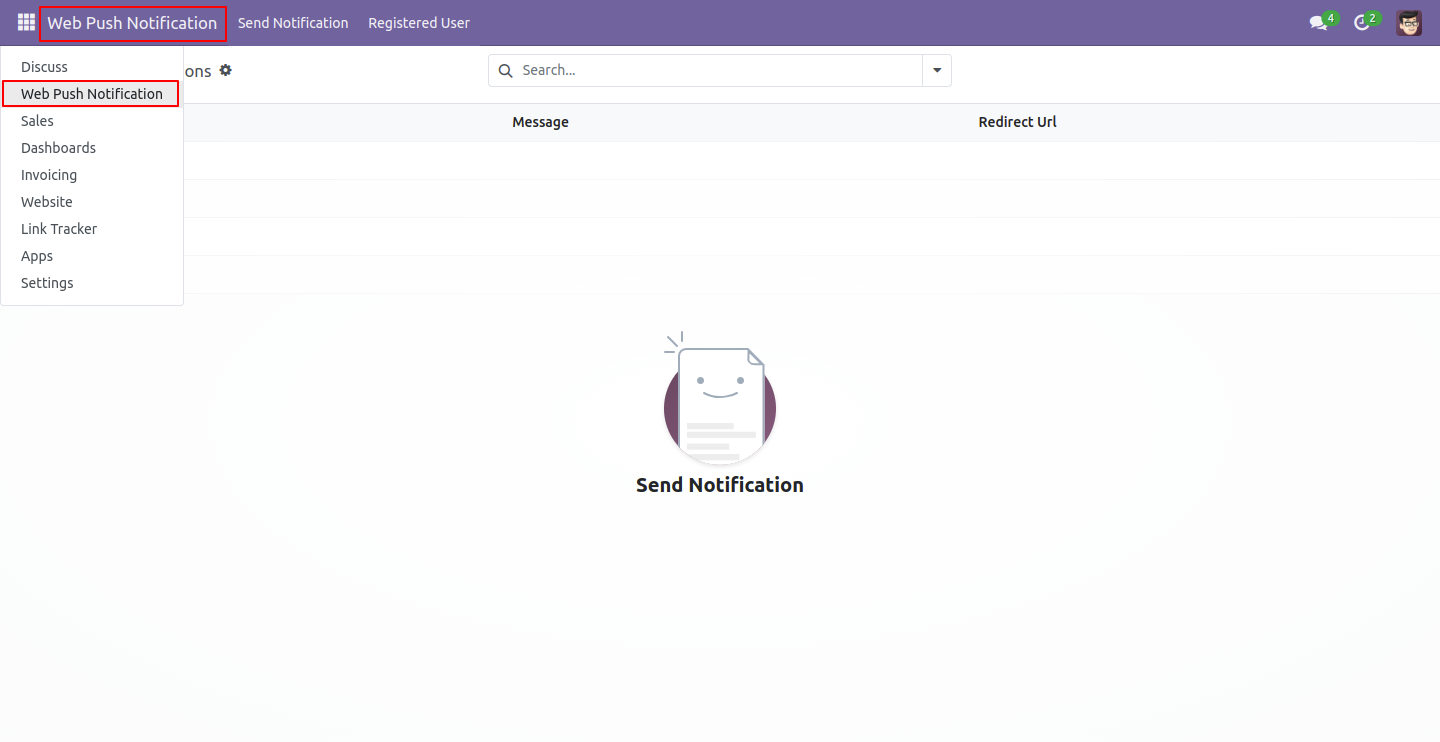 Web Push Notification Send Notification Registered User 4 2
Discuss
ons Search...
Web Push Notification
Sales
Message Redirect Url
Dashboards
Invoicing
Website
Link Tracker
Apps
Settings
Send Notification